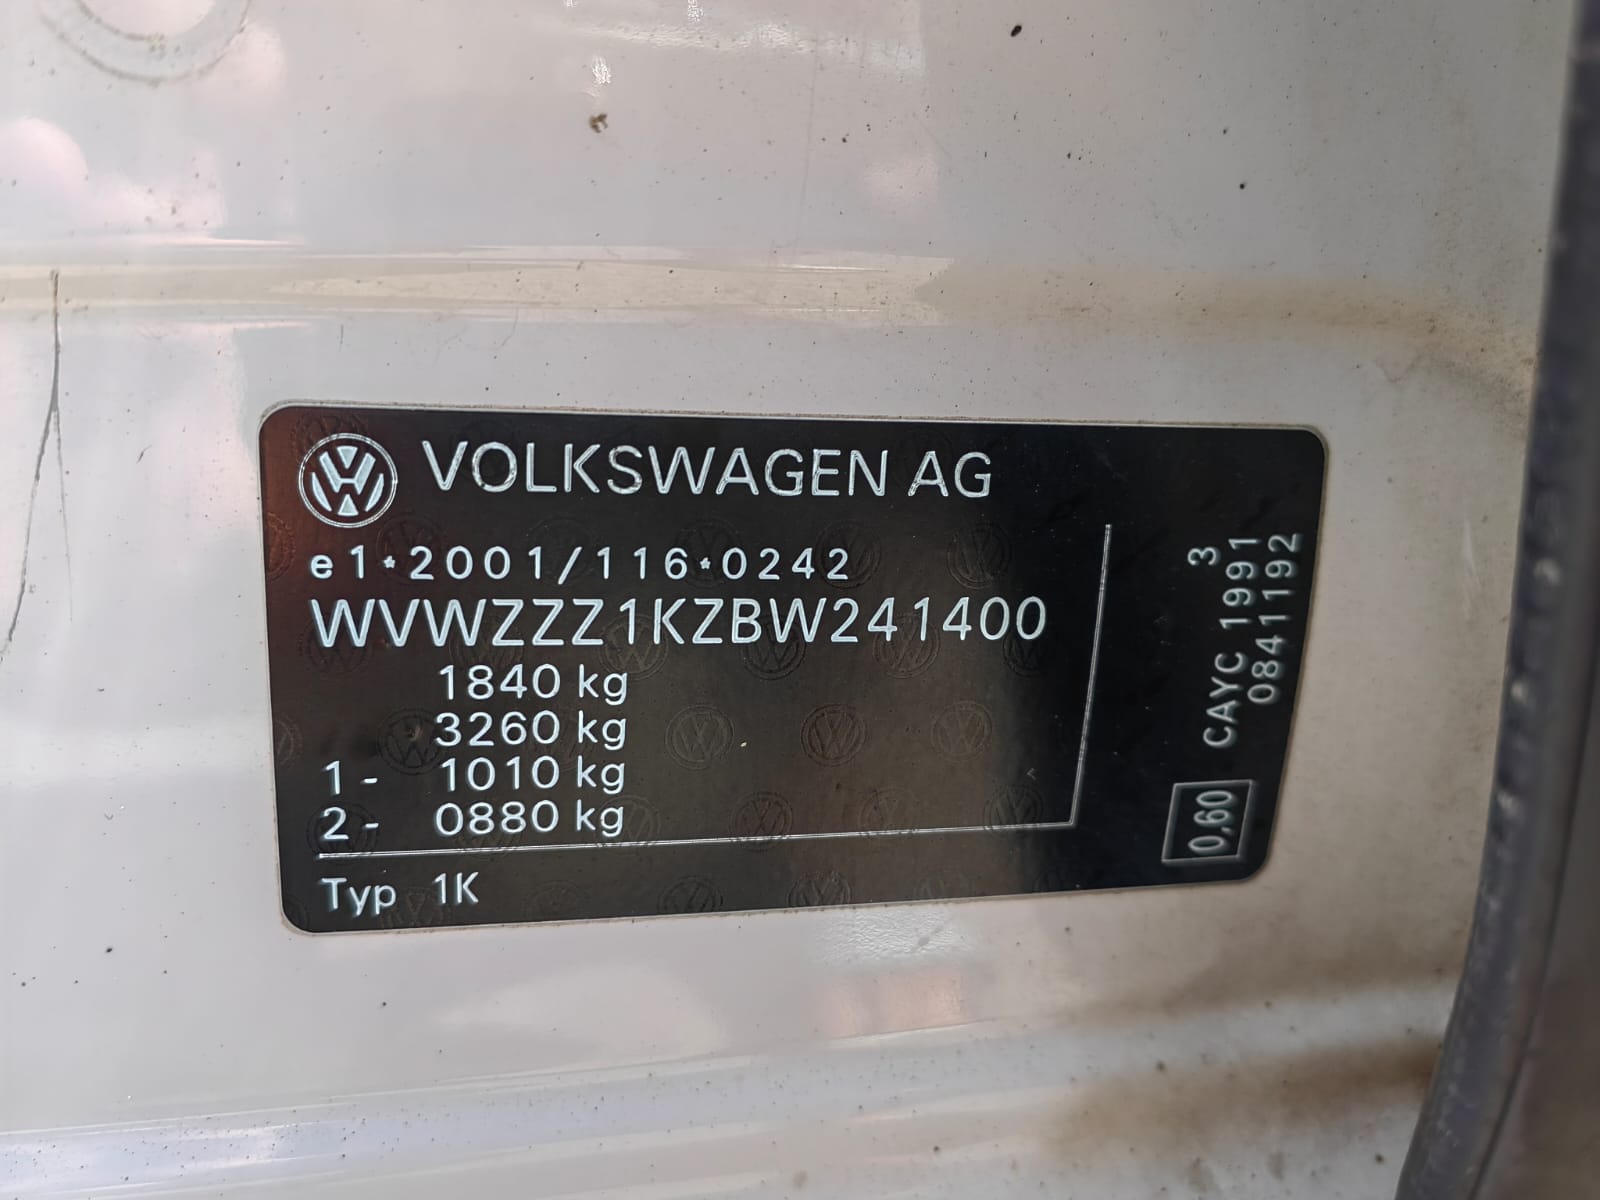 VOLKSWAGEN AG
e1*2001/116*0242
WVWZZZ1KZBW241400
1840 kg
3260 kg
1- 1010 kg
2- 0880 kg
Typ 1K
3
CAYC 1991
0841192
0,60